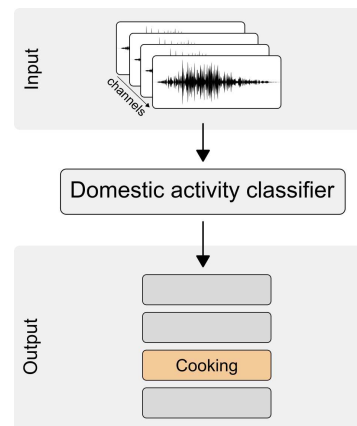 Input
channels
Domestic activity classifier
Output
Cooking